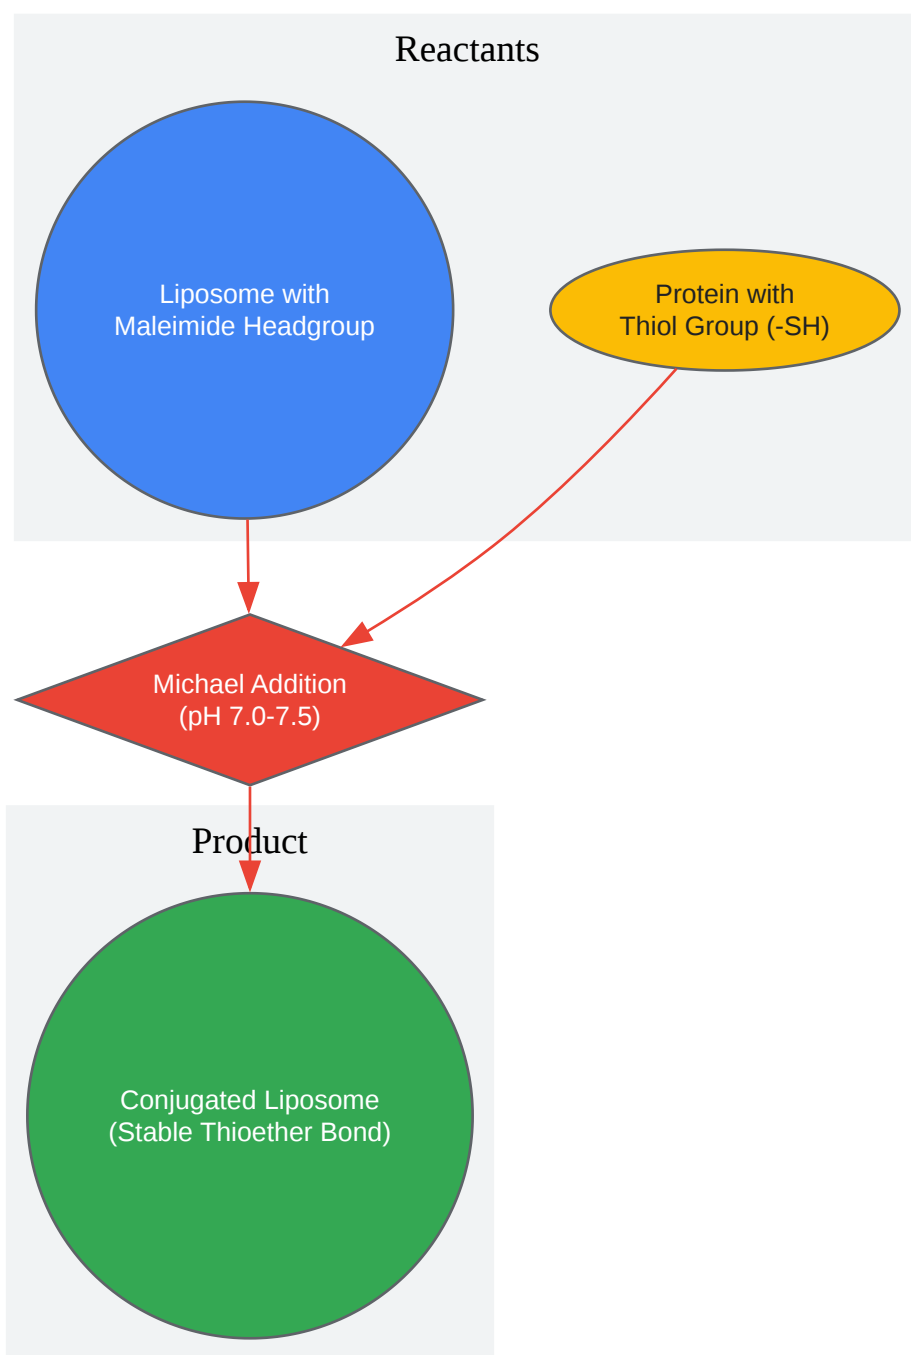 Reactants
Liposome with
Maleimide Headgroup
Protein with
Thiol Group (-SH)
Michael Addition
(pH 7.0-7.5)
Product
Conjugated Liposome
(Stable Thioether Bond)